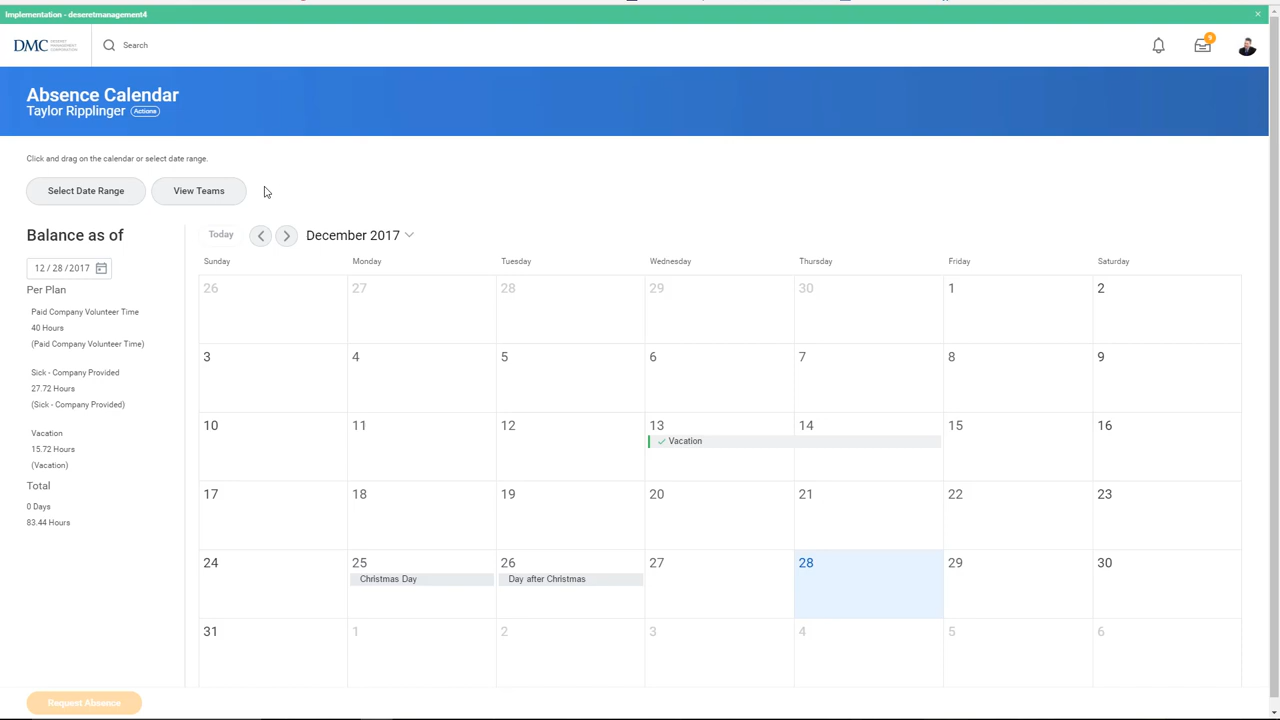 Implementation - deseretmanagement4
×
DMC DESERET MANAGEMENT CORPORATION
Search
9
Absence Calendar
Taylor Ripplinger Actions
Click and drag on the calendar or select date range.
Select Date Range View Teams
Balance as of
12 / 28 / 2017
Per Plan
Paid Company Volunteer Time
40 Hours
(Paid Company Volunteer Time)
Sick - Company Provided
27.72 Hours
(Sick - Company Provided)
Vacation
15.72 Hours
(Vacation)
Total
0 Days
83.44 Hours
Today December 2017
Sunday Monday Tuesday Wednesday Thursday Friday Saturday
26 27 28 29 30 1 2
3 4 5 6 7 8 9
10 11 12 13 14 15 16
Vacation
17 18 19 20 21 22 23
24 25 26 27 28 29 30
Christmas Day Day after Christmas
31 1 2 3 4 5 6
Request Absence